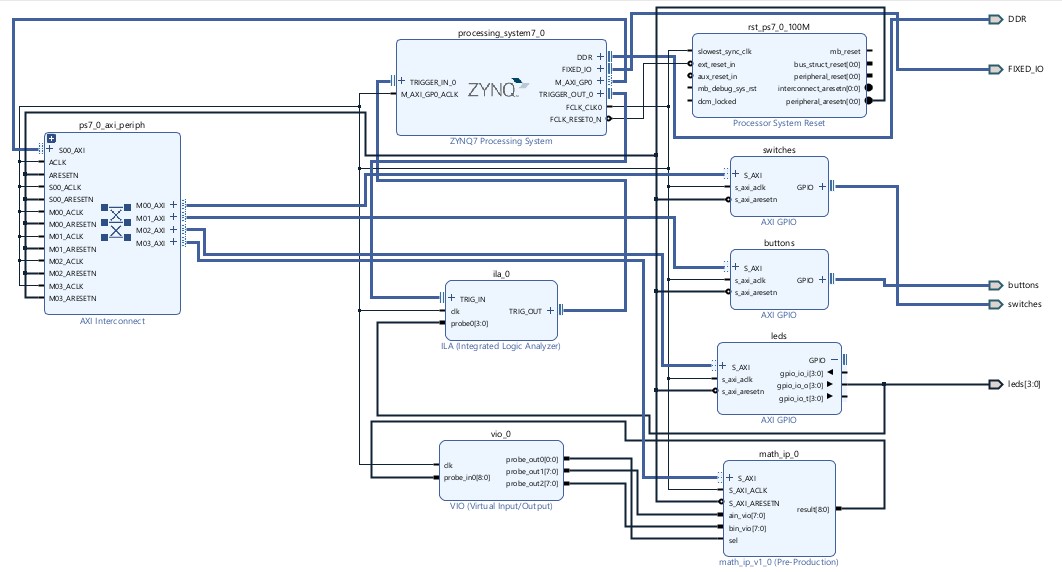 DDR
FIXED_IO
processing_system7_0
TRIGGER_IN_0
M_AXI_GP0_ACLK
ZYNQ
DDR
FIXED_IO
M_AXI_GP0
TRIGGER_OUT_0
FCLK_CLK0
FCLK_RESET0_N
ZYNQ7 Processing System
rst_ps7_0_100M
slowest_sync_clk
ext_reset_in
aux_reset_in
mb_debug_sys_rst
dcm_locked
mb_reset
bus_struct_reset[0:0]
peripheral_reset[0:0]
interconnect_aresetn[0:0]
peripheral_aresetn[0:0]
Processor System Reset
ps7_0_axi_periph
S00_AXI
ACLK
ARESETN
S00_ACLK
S00_ARESETN
M00_ACLK
M00_ARESETN
M01_ACLK
M01_ARESETN
M02_ACLK
M02_ARESETN
M03_ACLK
M03_ARESETN
M00_AXI
M01_AXI
M02_AXI
M03_AXI
AXI Interconnect
switches
S_AXI
s_axi_aclk
s_axi_aresetn
GPIO
AXI GPIO
buttons
S_AXI
s_axi_aclk
s_axi_aresetn
GPIO
AXI GPIO
buttons
switches
ila_0
TRIG_IN
clk
probe0[3:0]
TRIG_OUT
ILA (Integrated Logic Analyzer)
leds
S_AXI
s_axi_aclk
s_axi_aresetn
GPIO
gpio_io_i[3:0]
gpio_io_o[3:0]
gpio_io_t[3:0]
AXI GPIO
leds[3:0]
vio_0
clk
probe_in0[8:0]
probe_out0[0:0]
probe_out1[7:0]
probe_out2[7:0]
VIO (Virtual Input/Output)
math_ip_0
S_AXI
S_AXI_ACLK
S_AXI_ARESETN
ain_vio[7:0]
bin_vio[7:0]
sel
result[8:0]
math_ip_v1_0 (Pre-Production)